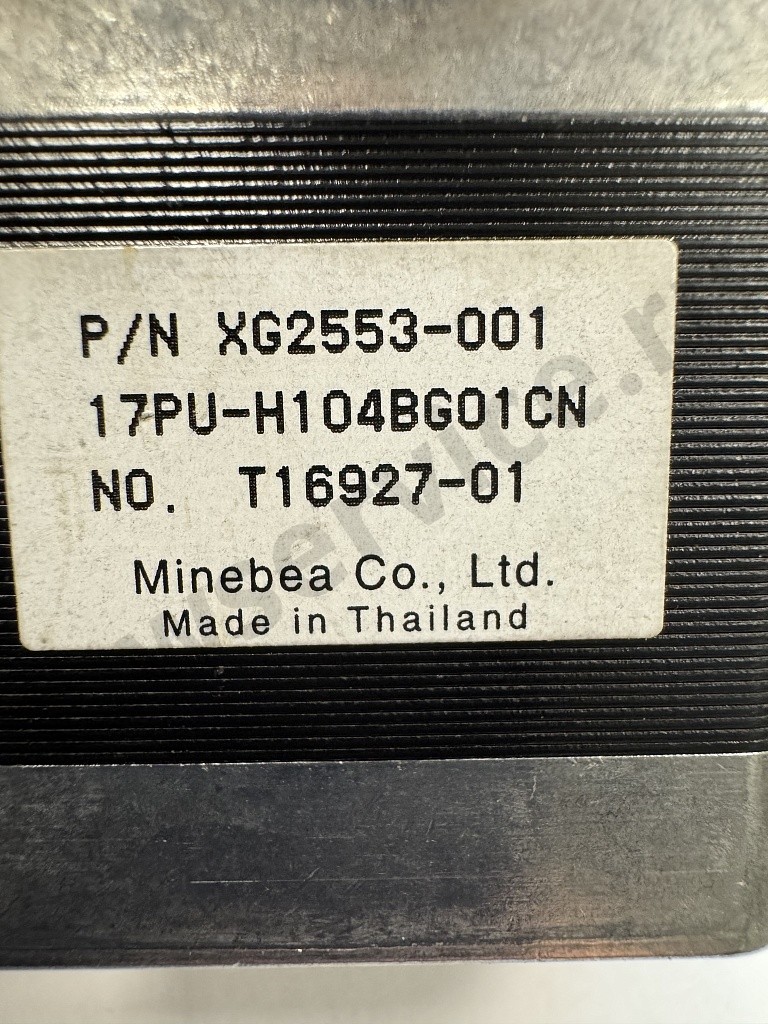 P/N XG2553-001
17PU-H104BG01CN
NO. T16927-01
Minebea Co., Ltd.
Made in Thailand